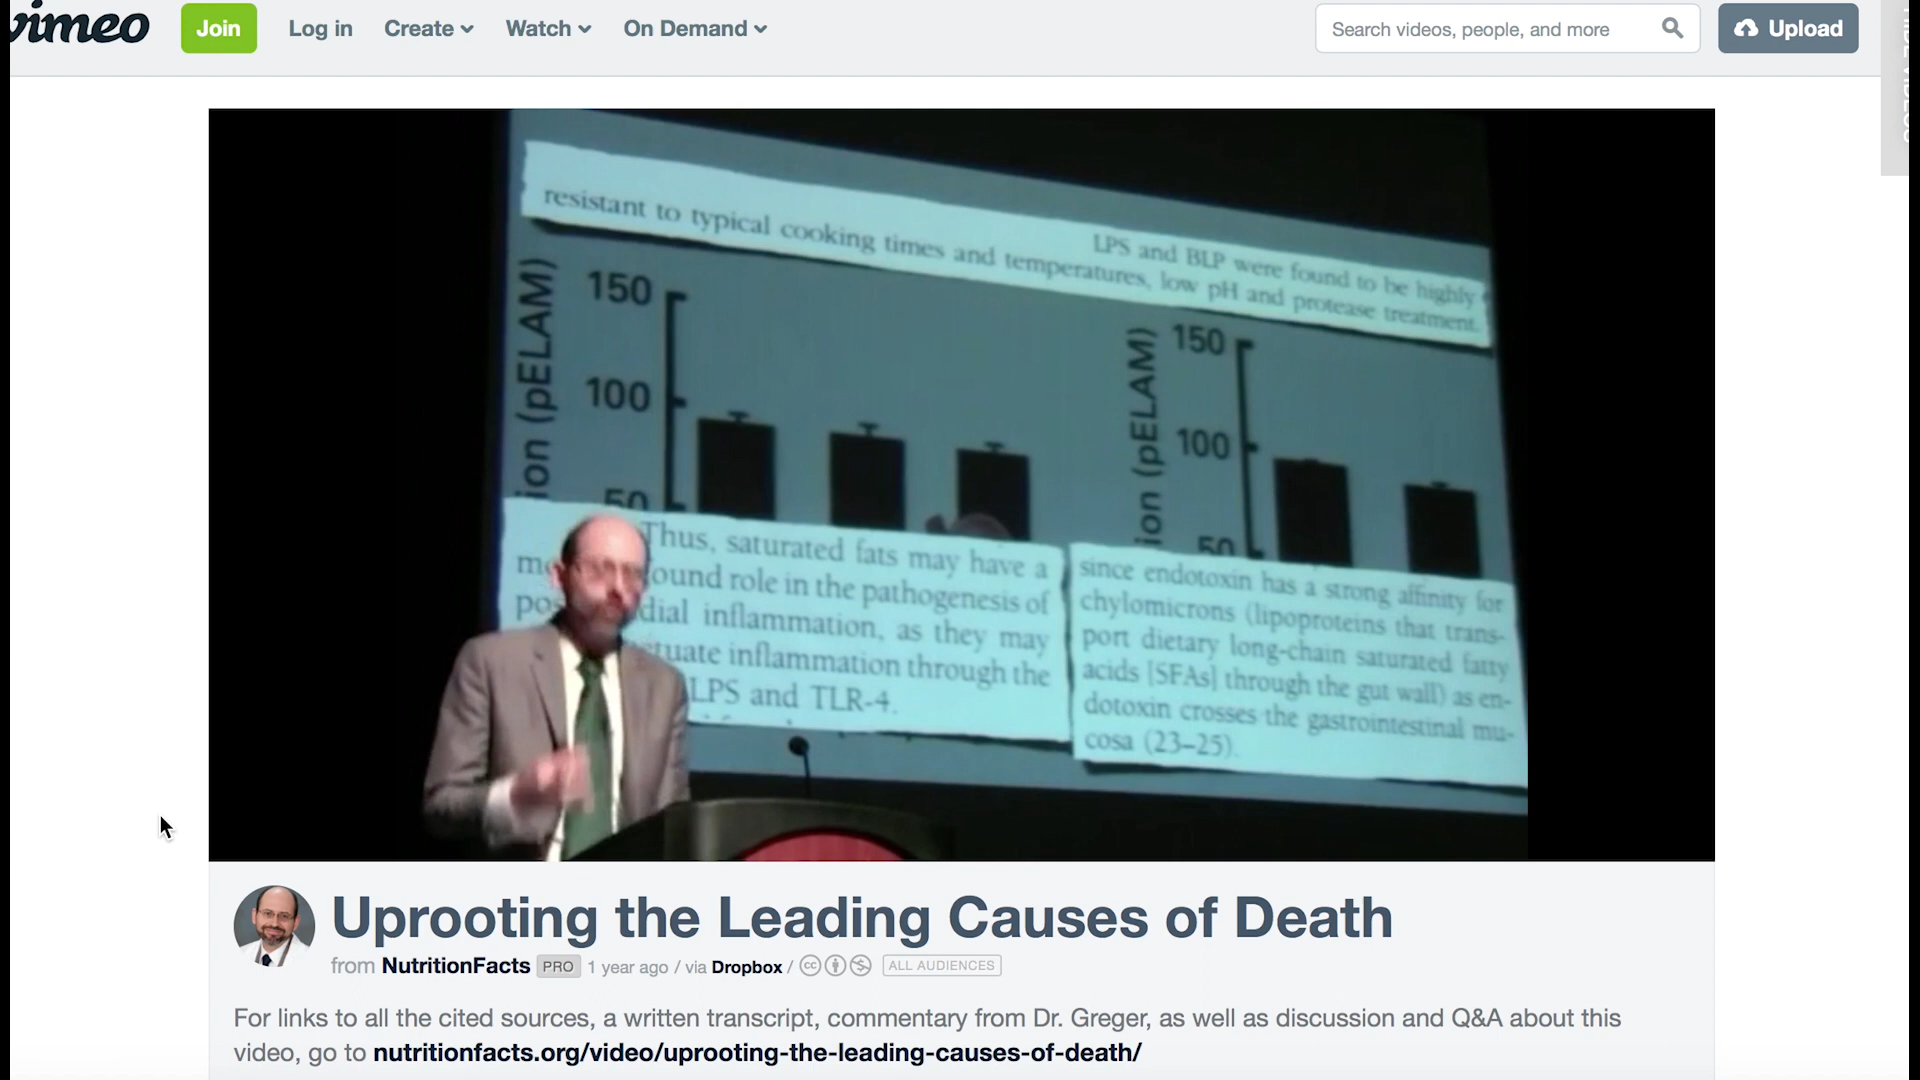 vimeo
Join
Log in
Create
Watch
On Demand
Search videos, people, and more
Upload
LPS and BLP were found to be highly
resistant to typical cooking times and temperatures, low pH and protease treatment.
ion (pELAM)
150
100
50
ion (pELAM)
150
100
50
Thus, saturated fats may have a
ound role in the pathogenesis of
dial inflammation, as they may
tuate inflammation through the
LPS and TLR-4.
since endotoxin has a strong affinity for
chylomicrons (lipoproteins that trans-
port dietary long-chain saturated fatty
acids [SFAs] through the gut wall) as en-
dotoxin crosses the gastrointestinal mu-
cosa (23–25).
Uprooting the Leading Causes of Death
from NutritionFacts PRO 1 year ago / via Dropbox / cc ALL AUDIENCES
For links to all the cited sources, a written transcript, commentary from Dr. Greger, as well as discussion and Q&A about this
video, go to nutritionfacts.org/video/uprooting-the-leading-causes-of-death/